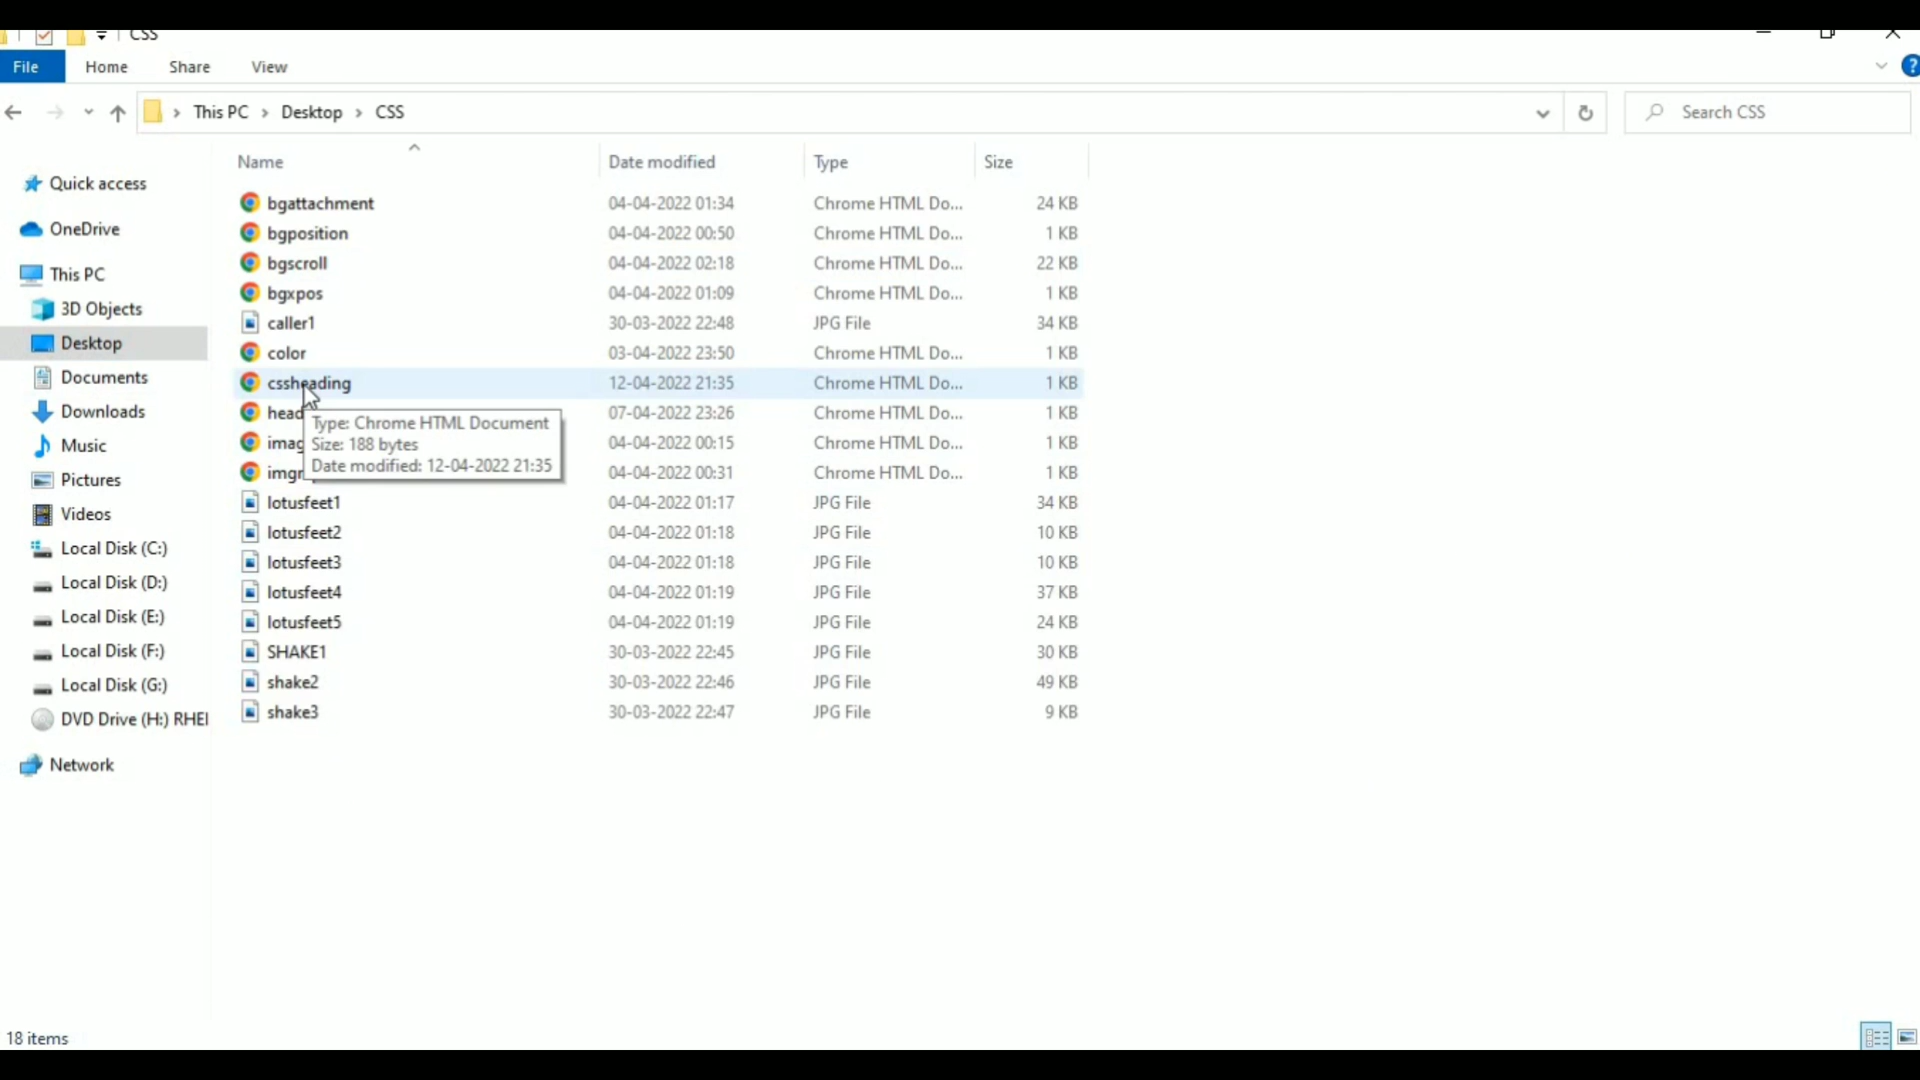 CSS
File Home Share View
This PC Desktop CSS Search CSS
Name Date modified Type Size
Quick access
OneDrive
This PC
3D Objects
Desktop
Documents
Downloads
Music
Pictures
Videos
Local Disk (C:)
Local Disk (D:)
Local Disk (E:)
Local Disk (F:)
Local Disk (G:)
DVD Drive (H:) RHEI
Network
bgattachment 04-04-2022 01:34 Chrome HTML Do... 24 KB
bgposition 04-04-2022 00:50 Chrome HTML Do... 1 KB
bgscroll 04-04-2022 02:18 Chrome HTML Do... 22 KB
bgxpos 04-04-2022 01:09 Chrome HTML Do... 1 KB
caller1 30-03-2022 22:48 JPG File 34 KB
color 03-04-2022 23:50 Chrome HTML Do... 1 KB
cssheading 12-04-2022 21:35 Chrome HTML Do... 1 KB
head 07-04-2022 23:26 Chrome HTML Do... 1 KB
imag 04-04-2022 00:15 Chrome HTML Do... 1 KB
04-04-2022 00:31 Chrome HTML Do... 1 KB
Type: Chrome HTML Document
Size: 188 bytes
Date modified: 12-04-2022 21:35
lotusfeet1 04-04-2022 01:17 JPG File 34 KB
lotusfeet2 04-04-2022 01:18 JPG File 10 KB
lotusfeet3 04-04-2022 01:18 JPG File 10 KB
lotusfeet4 04-04-2022 01:19 JPG File 37 KB
lotusfeet5 04-04-2022 01:19 JPG File 24 KB
SHAKE1 30-03-2022 22:45 JPG File 30 KB
shake2 30-03-2022 22:46 JPG File 49 KB
shake3 30-03-2022 22:47 JPG File 9 KB
18 items